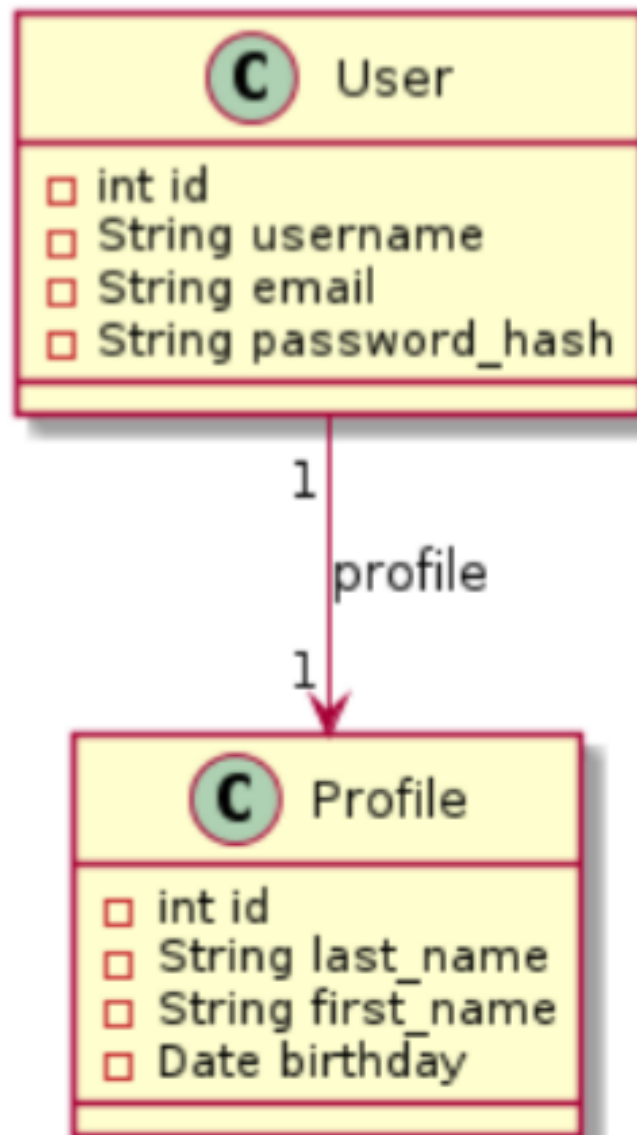 C User
int id
String username
String email
String password_hash
1
profile
1
C Profile
int id
String last_name
String first_name
Date birthday